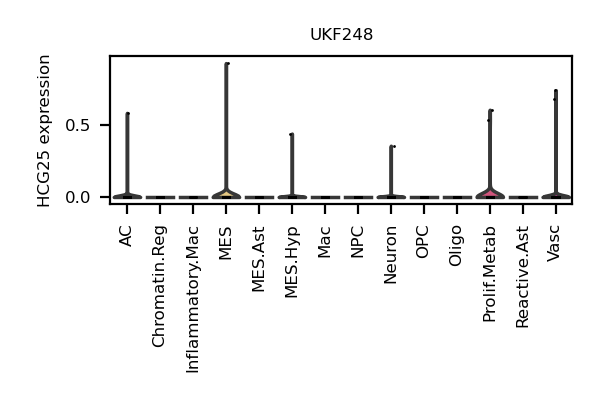 UKF248
HCG25 expression
0.5
0.0
AC
Chromatin.Reg
Inflammatory.Mac
MES
MES.Ast
MES.Hyp
Mac
NPC
Neuron
OPC
Oligo
Prolif.Metab
Reactive.Ast
Vasc